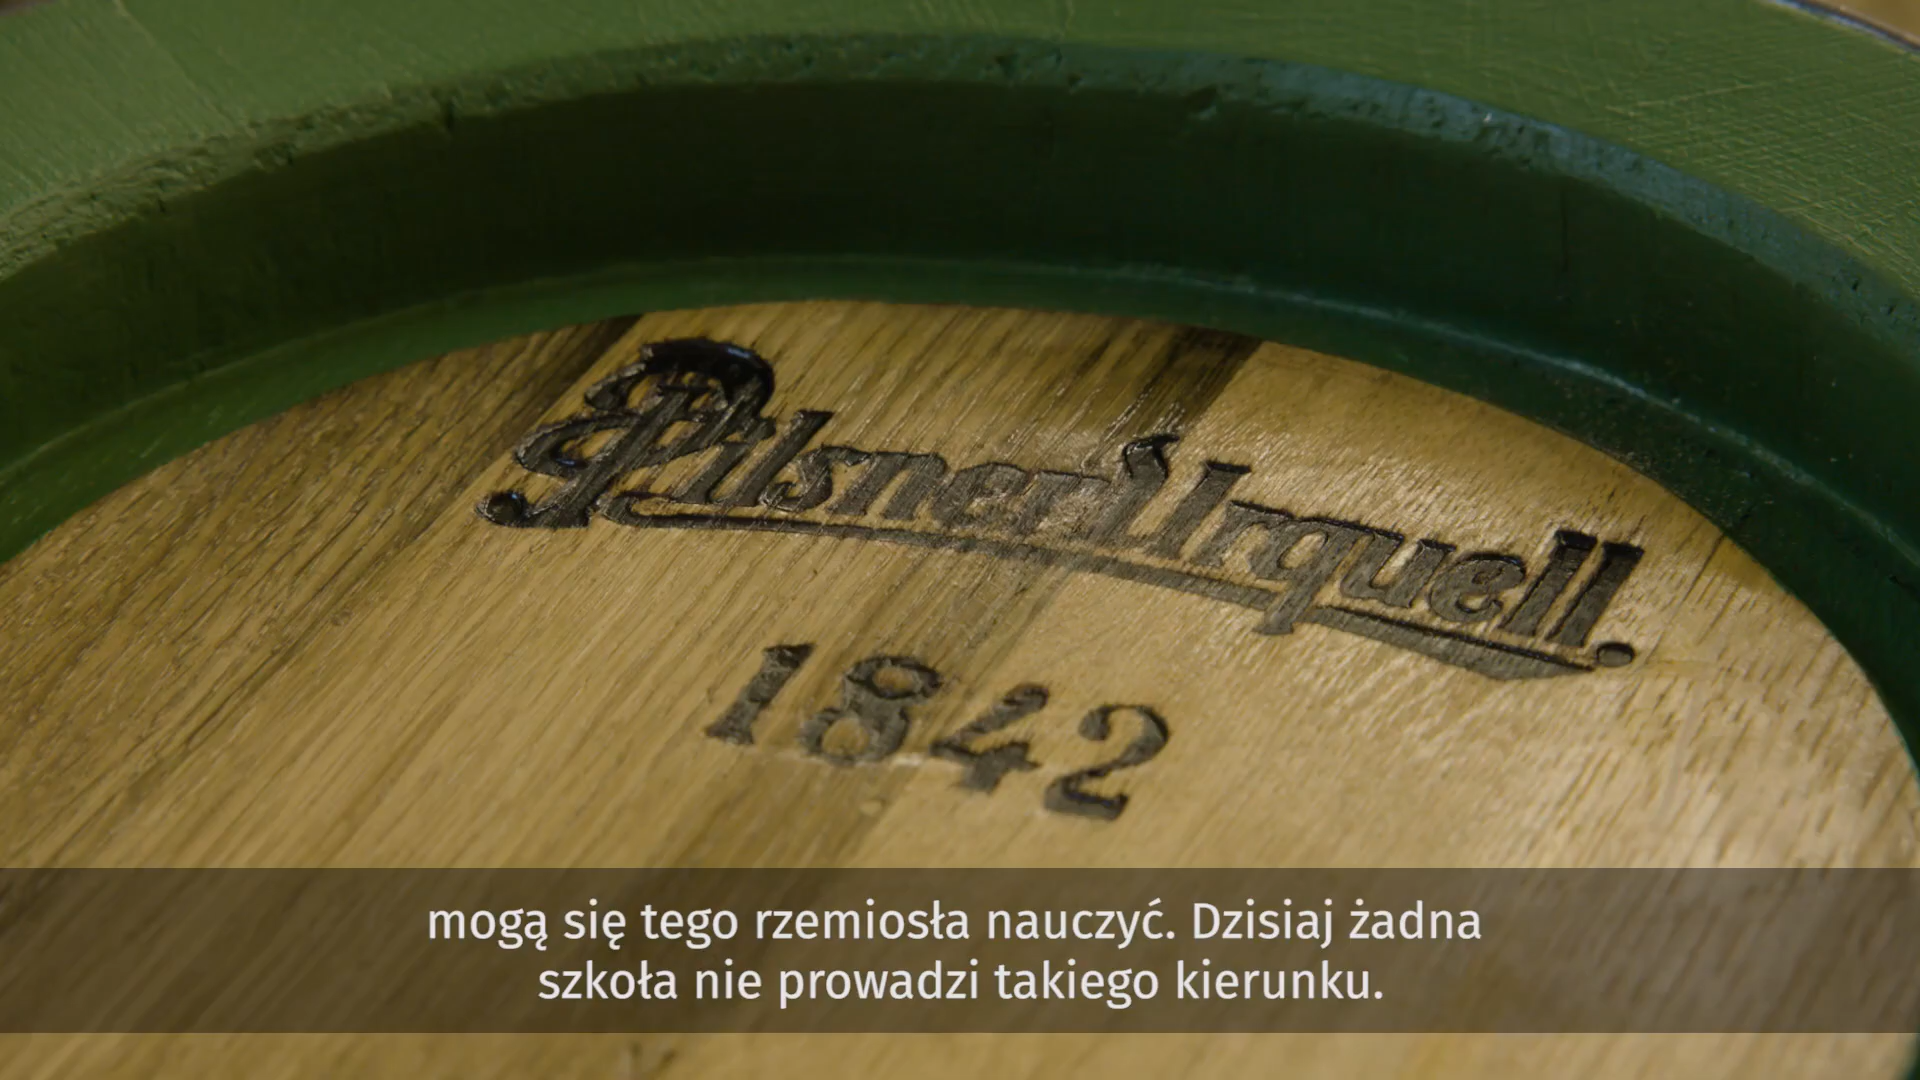 Pilsner Urquell.
1842
mogą się tego rzemiosła nauczyć. Dzisiaj żadna
szkoła nie prowadzi takiego kierunku.